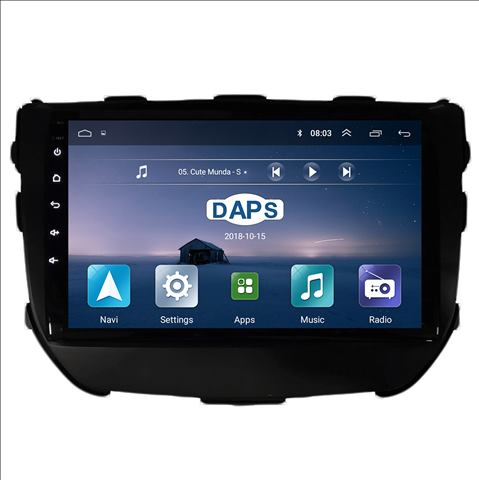 08:03
05. Cute Munda - S
DAPS
2018-10-15
Navi
Settings
Apps
Music
Radio